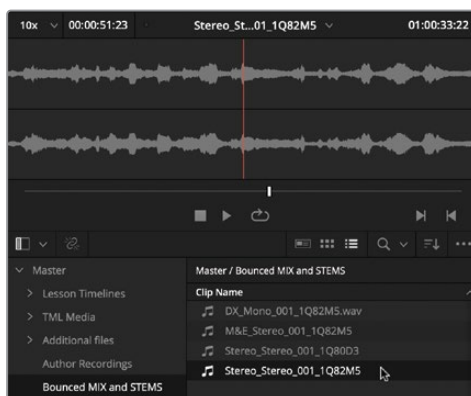 10x 00:00:51:23 Stereo_St...01_1Q82M5 01:00:33:22
Master
Lesson Timelines
TML Media
Additional files
Author Recordings
Bounced MIX and STEMS
Master / Bounced MIX and STEMS
Clip Name
DX_Mono_001_1Q82M5.wav
M&E_Stereo_001_1Q82M5
Stereo_Stereo_001_1Q80D3
Stereo_Stereo_001_1Q82M5